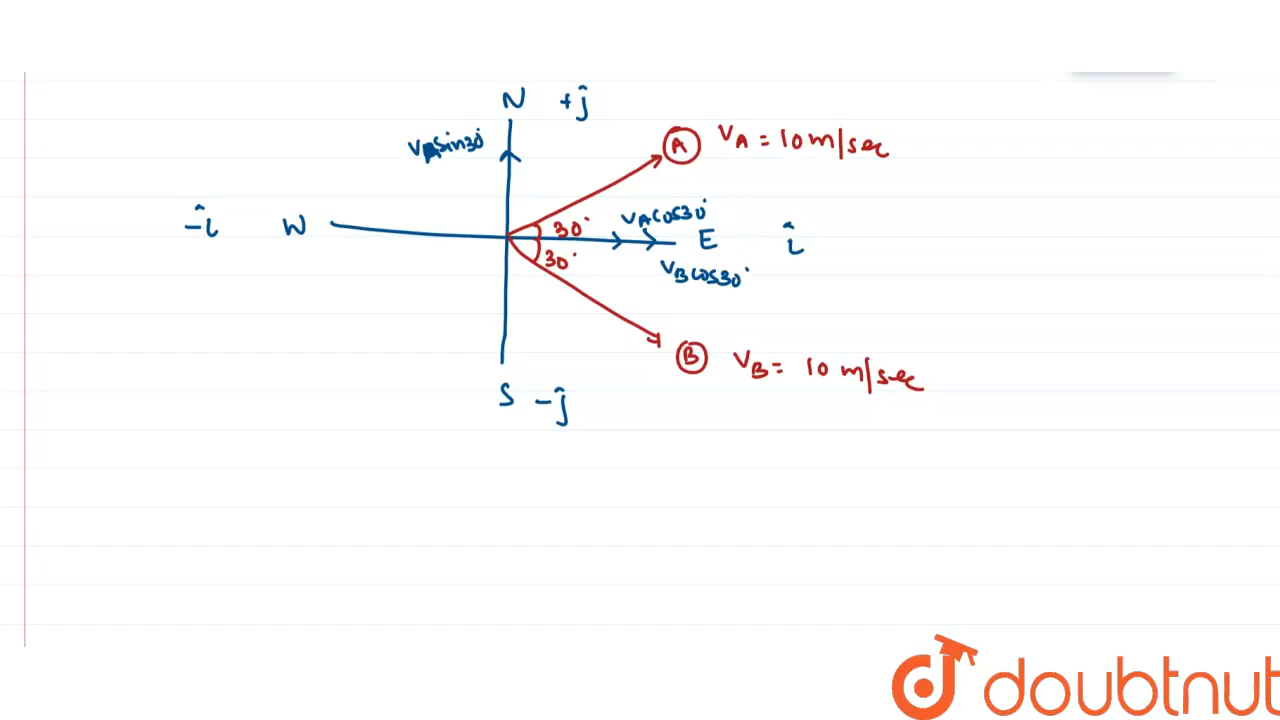 N +ĵ
V_A sin30°
A V_A = 10 m/sec
-î W
30° V_A cos30°
E î
30° V_B cos30°
B V_B = 10 m/sec
S -ĵ
doubtnut